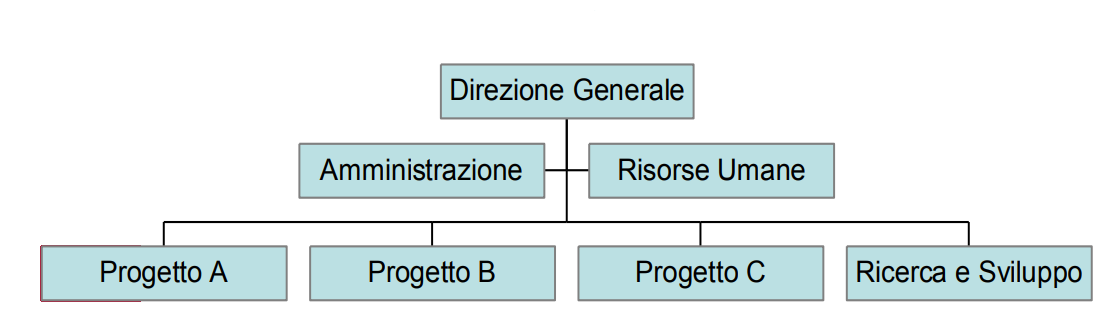 Direzione Generale
Amministrazione
Risorse Umane
Progetto A
Progetto B
Progetto C
Ricerca e Sviluppo